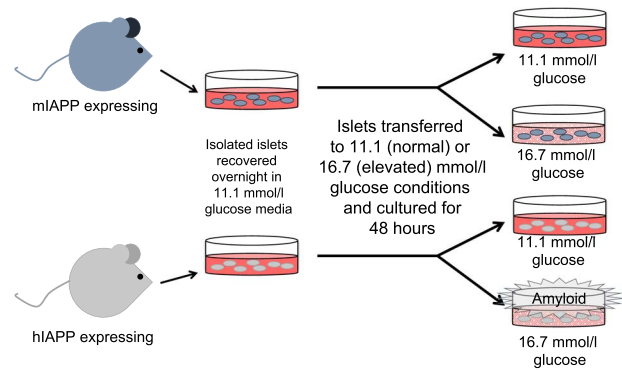 mIAPP expressing
Isolated islets
recovered
overnight in
11.1 mmol/l
glucose media
Islets transferred
to 11.1 (normal) or
16.7 (elevated) mmol/l
glucose conditions
and cultured for
48 hours
11.1 mmol/l
glucose
16.7 mmol/l
glucose
hIAPP expressing
11.1 mmol/l
glucose
Amyloid
16.7 mmol/l
glucose